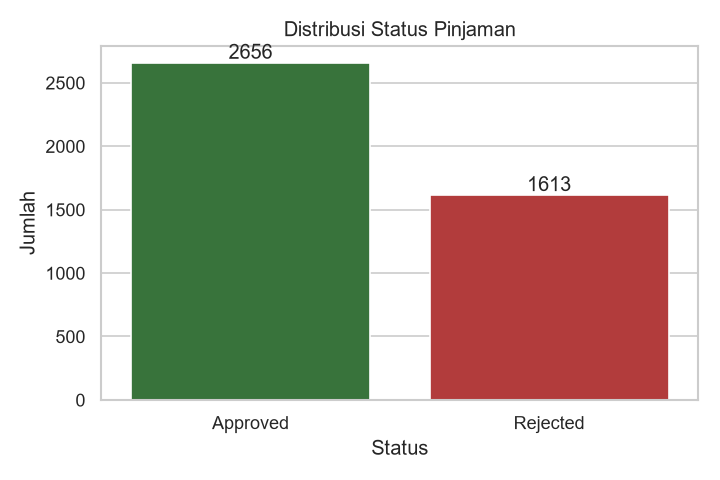 Distribusi Status Pinjaman
2656
2500
2000
1613
1500
1000
500
0
Jumlah
Approved
Rejected
Status